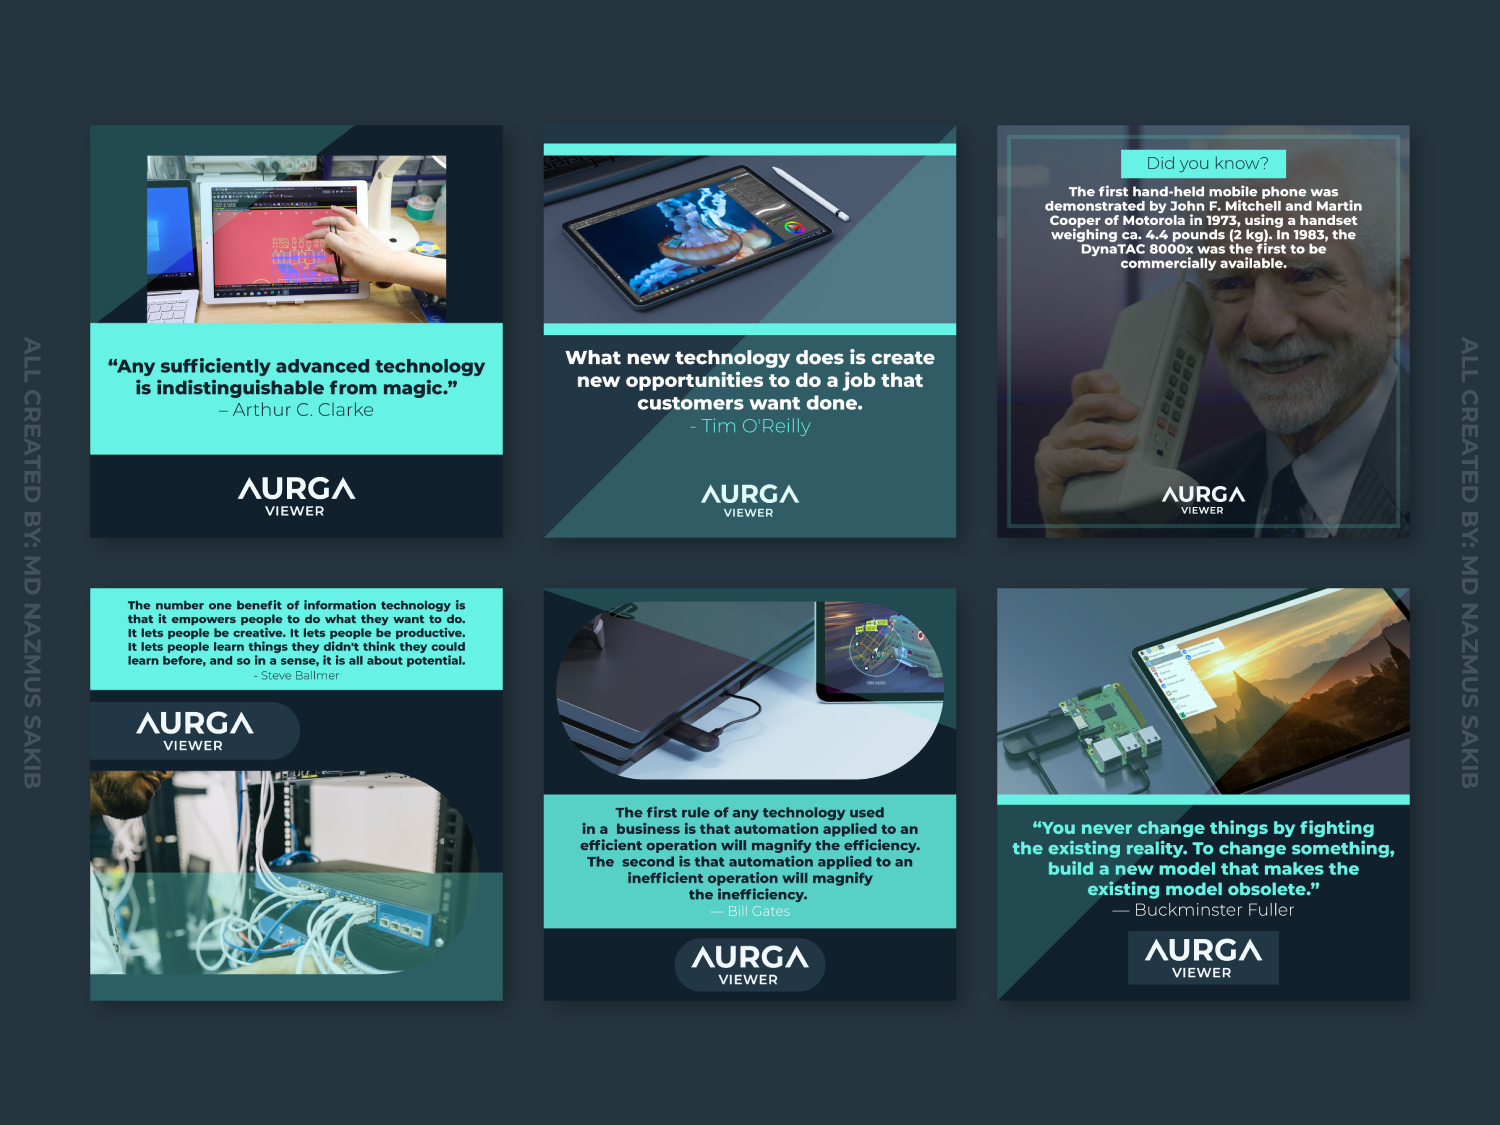 ALL CREATED BY: MD NAZMUS SAKIB
“Any sufficiently advanced technology
is indistinguishable from magic.”
– Arthur C. Clarke
AURGA
VIEWER
What new technology does is create
new opportunities to do a job that
customers want done.
- Tim O'Reilly
AURGA
VIEWER
Did you know?
The first hand-held mobile phone was
demonstrated by John F. Mitchell and Martin
Cooper of Motorola in 1973, using a handset
weighing ca. 4.4 pounds (2 kg). In 1983, the
DynaTAC 8000x was the first to be
commercially available.
AURGA
VIEWER
The number one benefit of information technology is
that it empowers people to do what they want to do.
It lets people be creative. It lets people be productive.
It lets people learn things they didn't think they could
learn before, and so in a sense, it is all about potential.
- Steve Ballmer
AURGA
VIEWER
The first rule of any technology used
in a business is that automation applied to an
efficient operation will magnify the efficiency.
The second is that automation applied to an
inefficient operation will magnify
the inefficiency.
— Bill Gates
AURGA
VIEWER
“You never change things by fighting
the existing reality. To change something,
build a new model that makes the
existing model obsolete.”
— Buckminster Fuller
AURGA
VIEWER
ALL CREATED BY: MD NAZMUS SAKIB